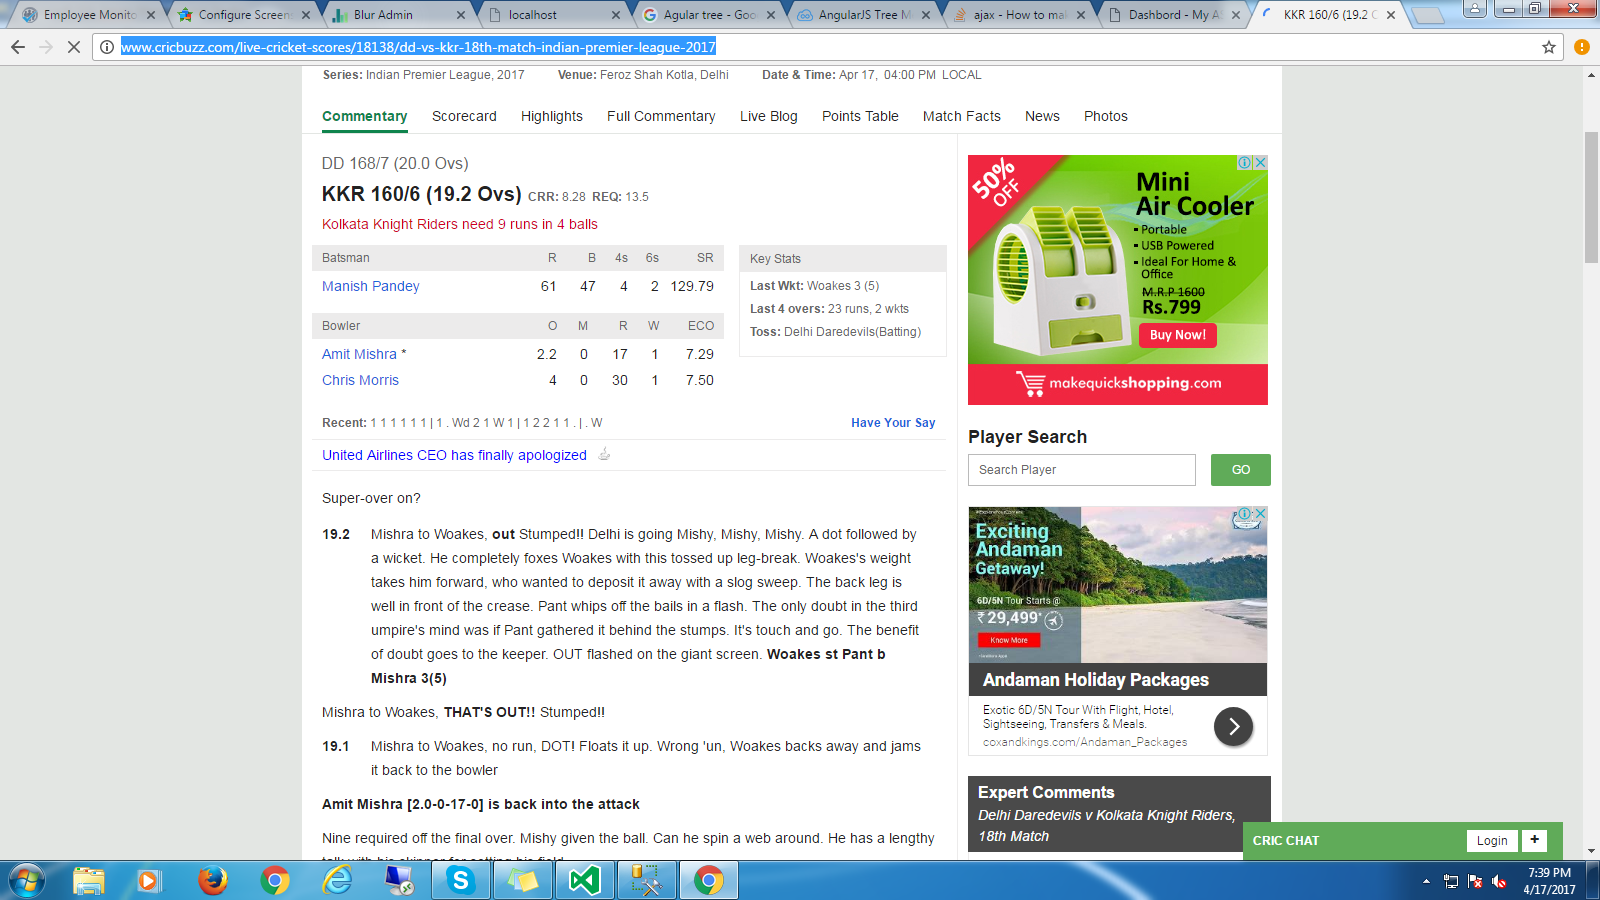 Employee Monito
Configure Screen
Blur Admin
localhost
Agular tree - Goo
AngularJS Tree M
ajax - How to mal
Dashbord - My A
KKR 160/6 (19.2 C
www.cricbuzz.com/live-cricket-scores/18138/dd-vs-kkr-18th-match-indian-premier-league-2017
Series: Indian Premier League, 2017 Venue: Feroz Shah Kotla, Delhi Date & Time: Apr 17, 04:00 PM LOCAL
Commentary Scorecard Highlights Full Commentary Live Blog Points Table Match Facts News Photos
DD 168/7 (20.0 Ovs)
KKR 160/6 (19.2 Ovs) CRR: 8.28 REQ: 13.5
Kolkata Knight Riders need 9 runs in 4 balls
Batsman R B 4s 6s SR
Manish Pandey 61 47 4 2 129.79
Bowler O M R W ECO
Amit Mishra * 2.2 0 17 1 7.29
Chris Morris 4 0 30 1 7.50
Key Stats
Last Wkt: Woakes 3 (5)
Last 4 overs: 23 runs, 2 wkts
Toss: Delhi Daredevils(Batting)
Recent: 1 1 1 1 1 1 | 1 . Wd 2 1 W 1 | 1 2 2 1 1 . | . W
Have Your Say
United Airlines CEO has finally apologized
Super-over on?
19.2 Mishra to Woakes, out Stumped!! Delhi is going Mishy, Mishy, Mishy. A dot followed by
a wicket. He completely foxes Woakes with this tossed up leg-break. Woakes's weight
takes him forward, who wanted to deposit it away with a slog sweep. The back leg is
well in front of the crease. Pant whips off the bails in a flash. The only doubt in the third
umpire's mind was if Pant gathered it behind the stumps. It's touch and go. The benefit
of doubt goes to the keeper. OUT flashed on the giant screen. Woakes st Pant b
Mishra 3(5)
Mishra to Woakes, THAT'S OUT!! Stumped!!
19.1 Mishra to Woakes, no run, DOT! Floats it up. Wrong 'un, Woakes backs away and jams
it back to the bowler
Amit Mishra [2.0-0-17-0] is back into the attack
Nine required off the final over. Mishy given the ball. Can he spin a web around. He has a lengthy
talk with his skipper for setting his field
50%
OFF
Mini
Air Cooler
Portable
USB Powered
Ideal For Home &
Office
M.R.P 1600
Rs.799
Buy Now!
makequickshopping.com
Player Search
Search Player
GO
Exciting
Andaman
Getaway!
6D/5N Tour Starts @
₹ 29,499*
Know More
Andaman Holiday Packages
Exotic 6D/5N Tour With Flight, Hotel,
Sightseeing, Transfers & Meals.
coxandkings.com/Andaman_Packages
Expert Comments
Delhi Daredevils v Kolkata Knight Riders,
18th Match
CRIC CHAT
Login
+
7:39 PM
4/17/2017